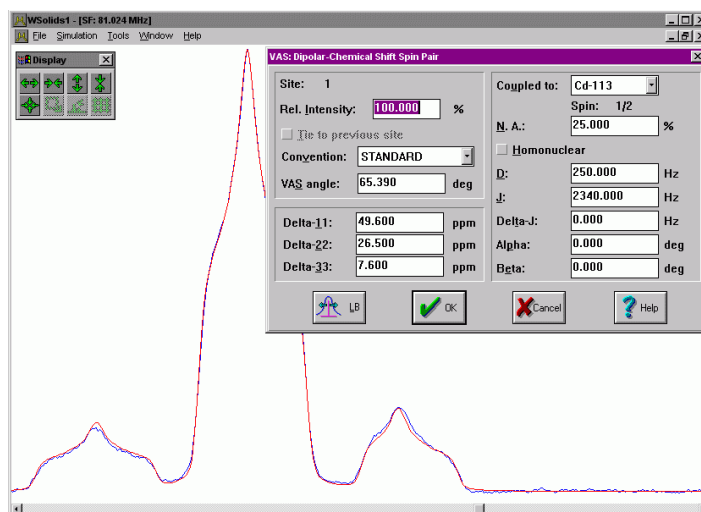 WSolids1 - [SF: 81.024 MHz]
File Simulation Tools Window Help
Display
VAS: Dipolar-Chemical Shift Spin Pair
Site: 1
Rel. Intensity: 100.000 %
Tie to previous site
Convention: STANDARD
VAS angle: 65.390 deg
Delta-11: 49.600 ppm
Delta-22: 26.500 ppm
Delta-33: 7.600 ppm
Coupled to: Cd-113
Spin: 1/2
N. A.: 25.000 %
Homonuclear
D: 250.000 Hz
J: 2340.000 Hz
Delta-J: 0.000 Hz
Alpha: 0.000 deg
Beta: 0.000 deg
LB OK Cancel Help